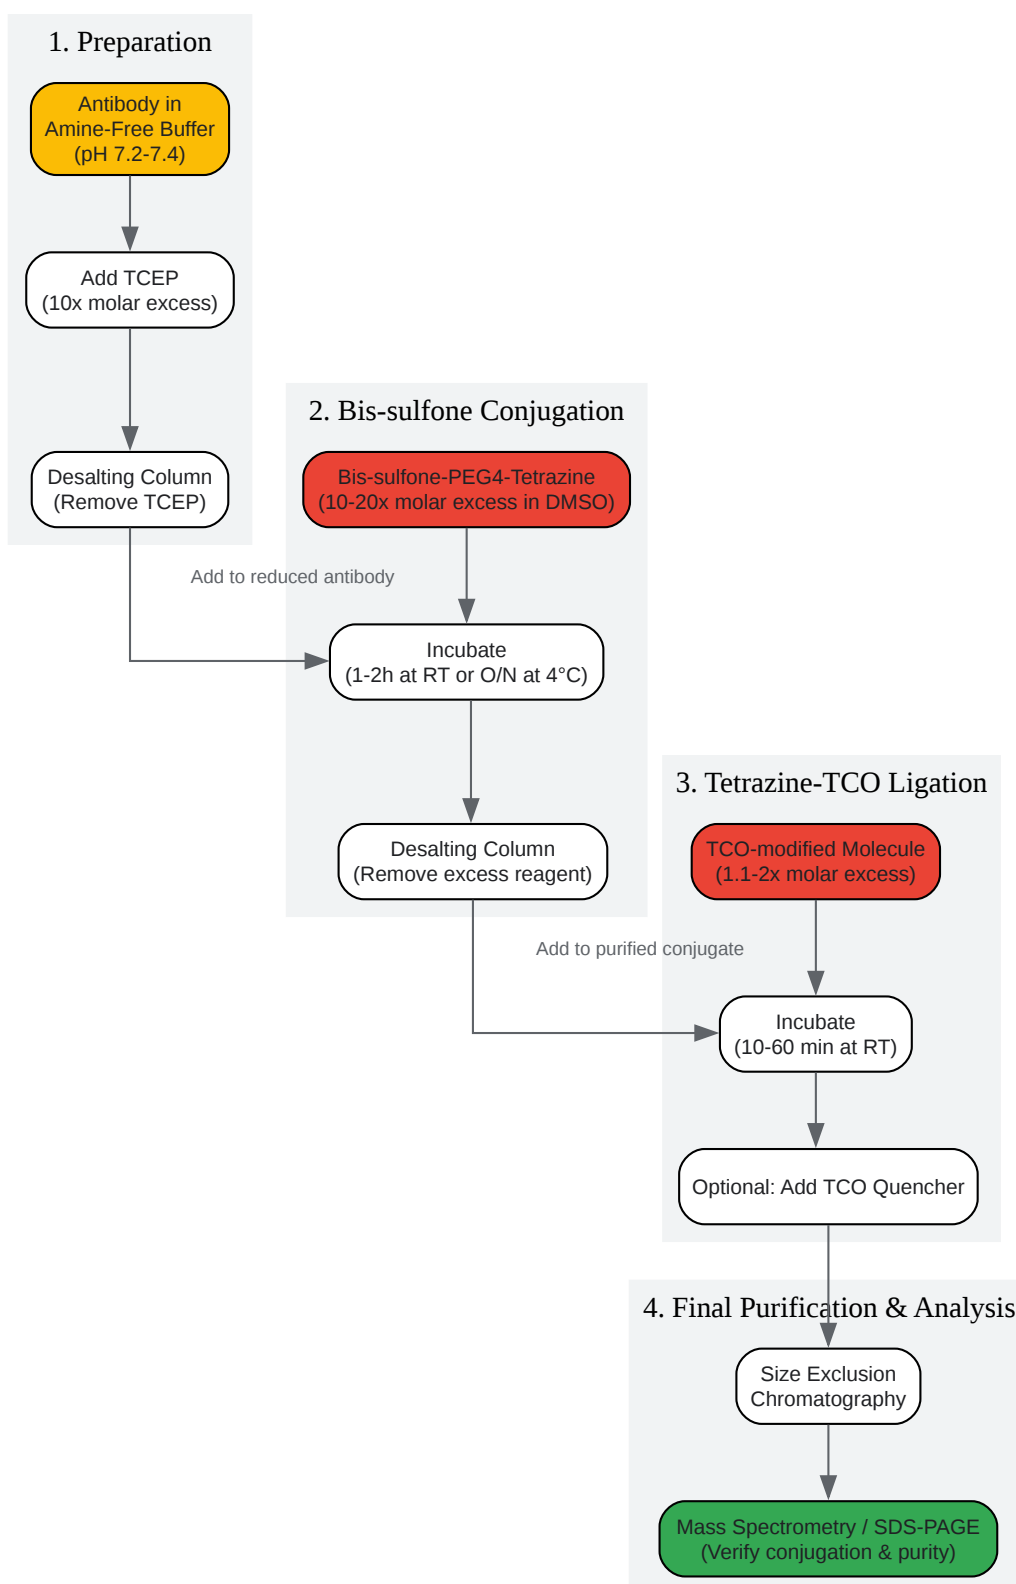 1. Preparation
Antibody in
Amine-Free Buffer
(pH 7.2-7.4)
Add TCEP
(10x molar excess)
Desalting Column
(Remove TCEP)
2. Bis-sulfone Conjugation
Bis-sulfone-PEG4-Tetrazine
(10-20x molar excess in DMSO)
Add to reduced antibody
Incubate
(1-2h at RT or O/N at 4°C)
Desalting Column
(Remove excess reagent)
3. Tetrazine-TCO Ligation
TCO-modified Molecule
(1.1-2x molar excess)
Add to purified conjugate
Incubate
(10-60 min at RT)
Optional: Add TCO Quencher
4. Final Purification & Analysis
Size Exclusion
Chromatography
Mass Spectrometry / SDS-PAGE
(Verify conjugation & purity)